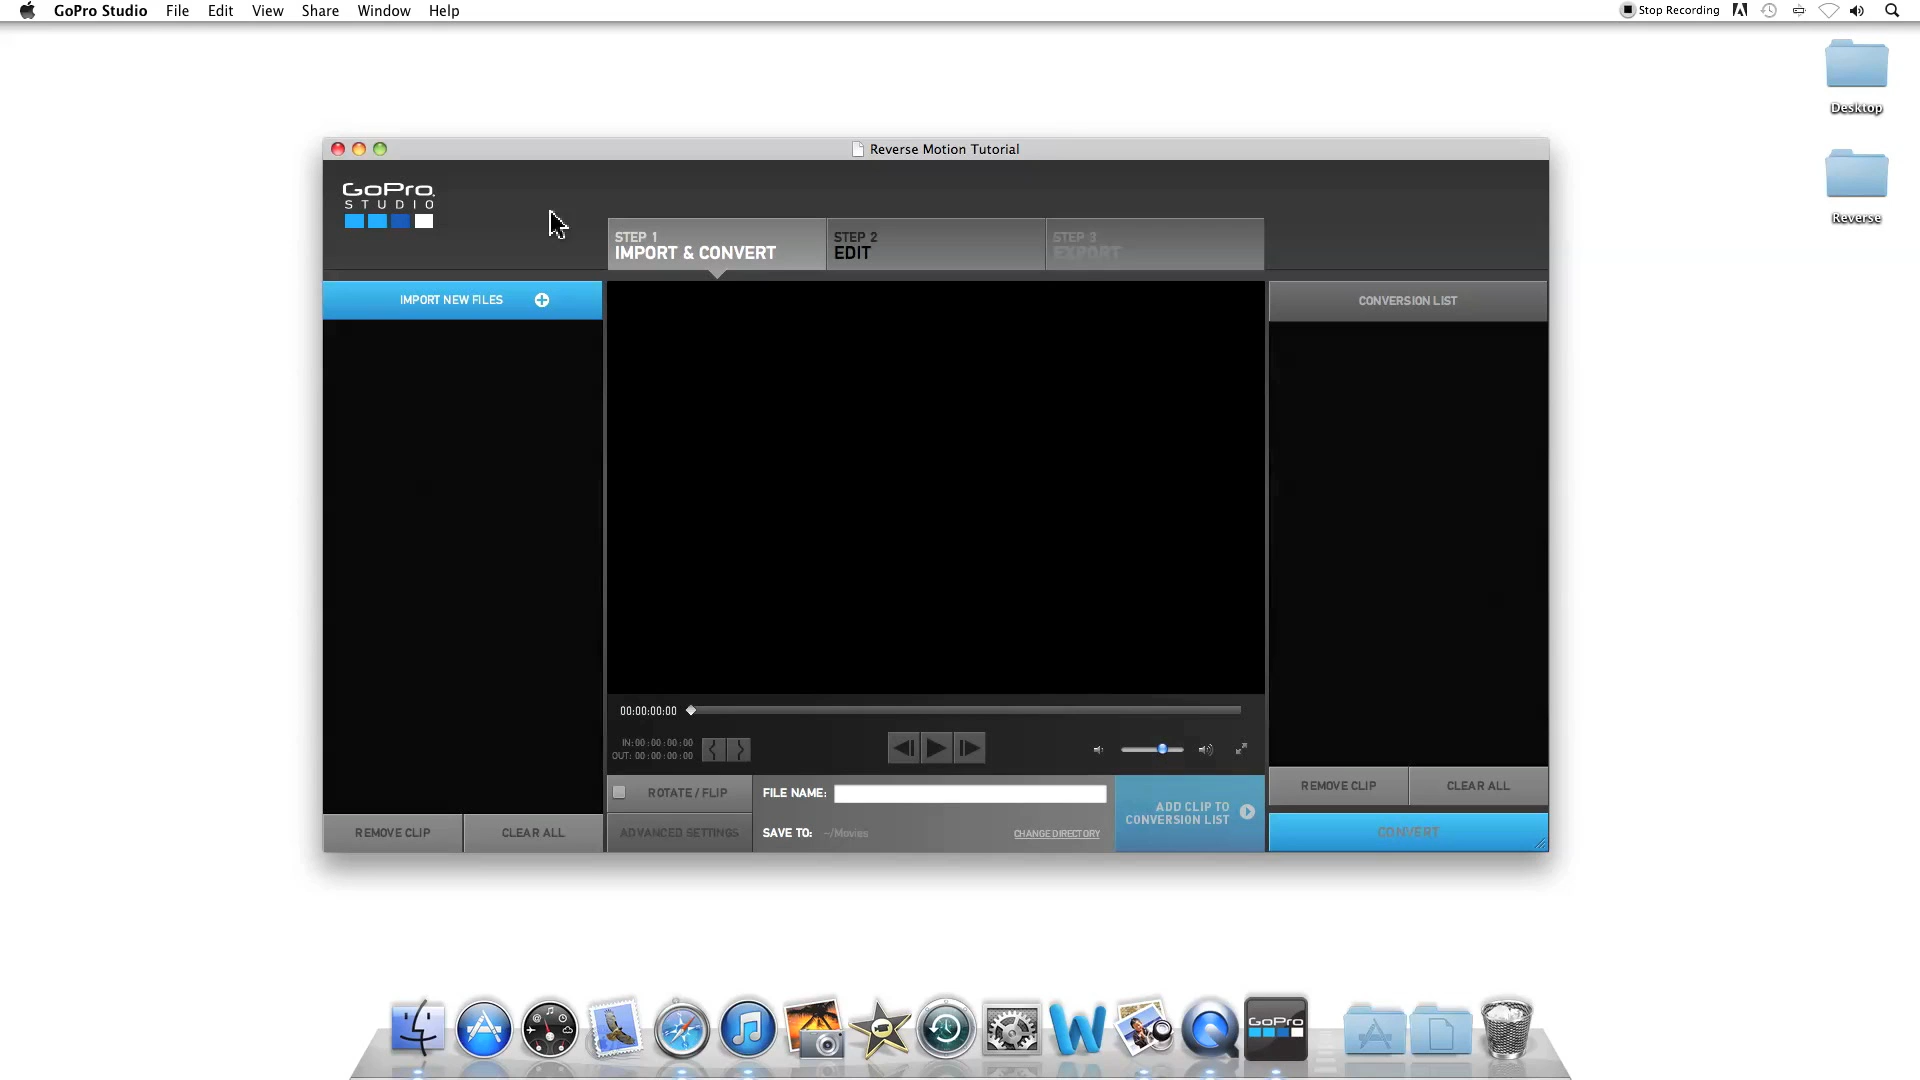 GoPro Studio File Edit View Share Window Help
Stop Recording
Desktop
Reverse
Reverse Motion Tutorial
GoPro
STUDIO
STEP 1
IMPORT & CONVERT
STEP 2
EDIT
STEP 3
EXPORT
IMPORT NEW FILES
CONVERSION LIST
00:00:00:00
IN: 00:00:00:00
OUT: 00:00:00:00
ROTATE / FLIP
FILE NAME:
ADD CLIP TO
CONVERSION LIST
ADVANCED SETTINGS
SAVE TO: ~/Movies
CHANGE DIRECTORY
REMOVE CLIP
CLEAR ALL
REMOVE CLIP
CLEAR ALL
CONVERT
GoPro